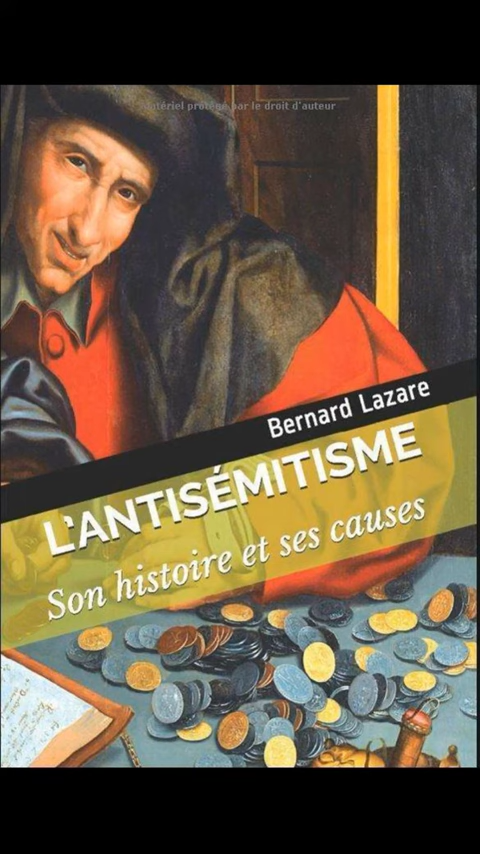 Matériel protégé par le droit d'auteur
Bernard Lazare
L'ANTISÉMITISME
Son histoire et ses causes